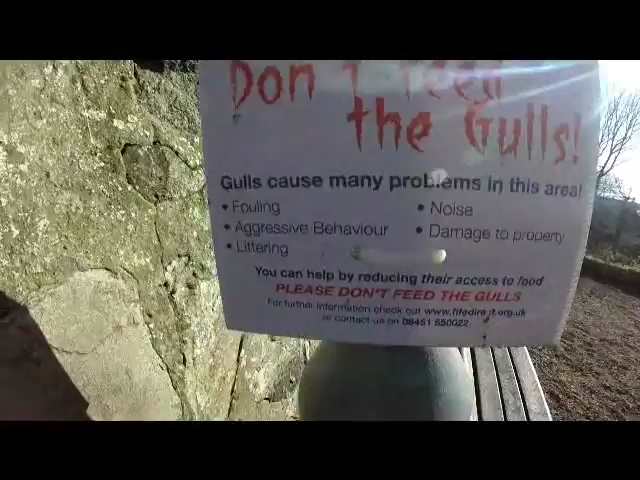 Don't feed
the Gulls!
Gulls cause many problems in this area!
• Fouling • Noise
• Aggressive Behaviour • Damage to property
• Littering
You can help by reducing their access to food
PLEASE DON'T FEED THE GULLS
For further information check out www.fifedirect.org.uk
or contact us on 08451 550022